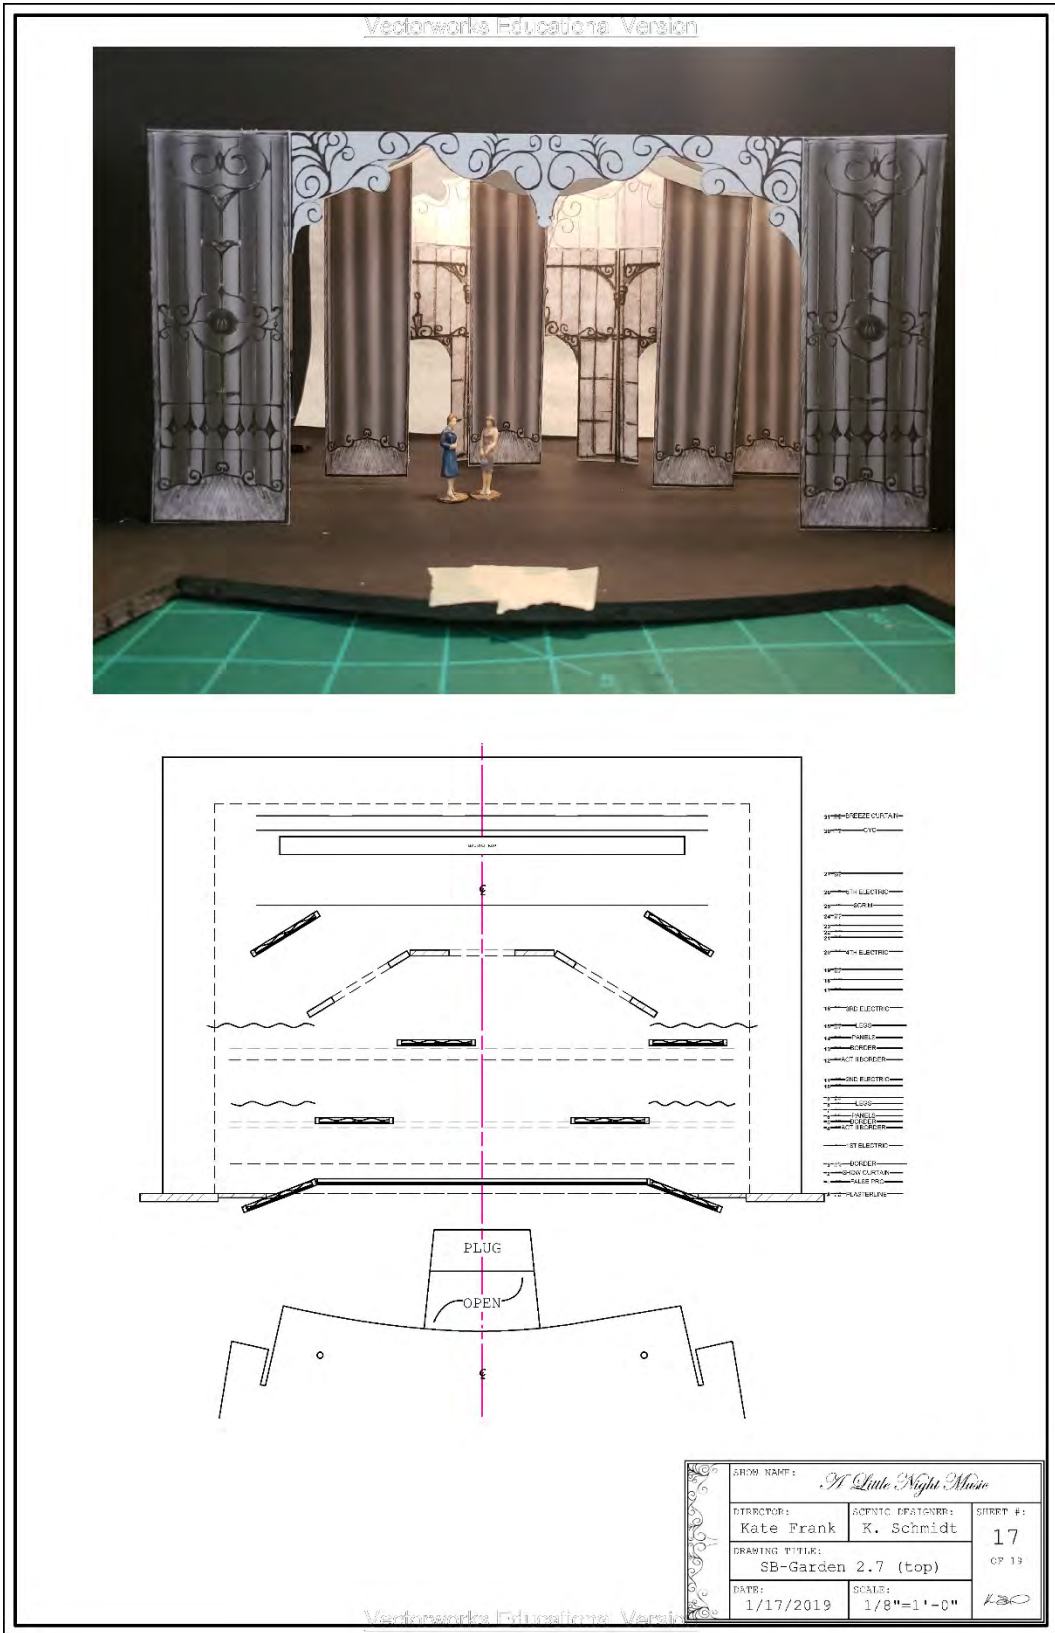 Vectorworks Educational Version
BREEZE CURTAIN
CYC
5TH ELECTRIC
SCRIM
4TH ELECTRIC
3RD ELECTRIC
LEGS
PANELS
BORDER
ACT II BORDER
2ND ELECTRIC
LEGS
PANELS
BORDER
ACT II BORDER
1ST ELECTRIC
BORDER
SHOW CURTAIN
FALSE PRO
PLASTERLINE
PLUG
OPEN
SHOW NAME:
A Little Night Music
DIRECTOR:
Kate Frank
SCENIC DESIGNER:
K. Schmidt
SHEET #:
17
OF 19
DRAWING TITLE:
SB-Garden 2.7 (top)
DATE:
1/17/2019
SCALE:
1/8"=1'-0"
Vectorworks Educational Version